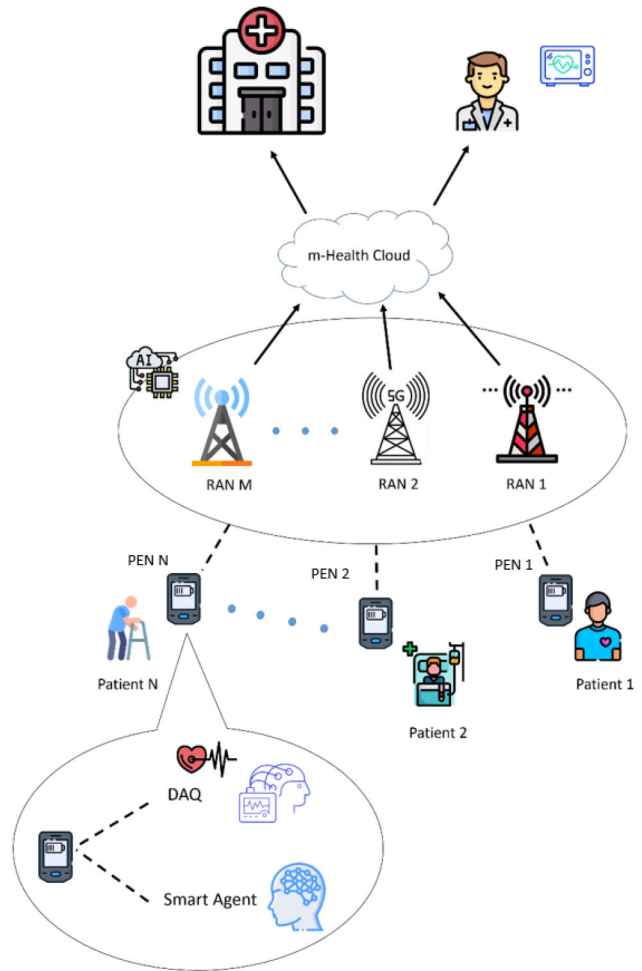 m-Health Cloud
AI
5G
RAN M
RAN 2
RAN 1
PEN N
PEN 2
PEN 1
Patient N
Patient 2
Patient 1
DAQ
Smart Agent